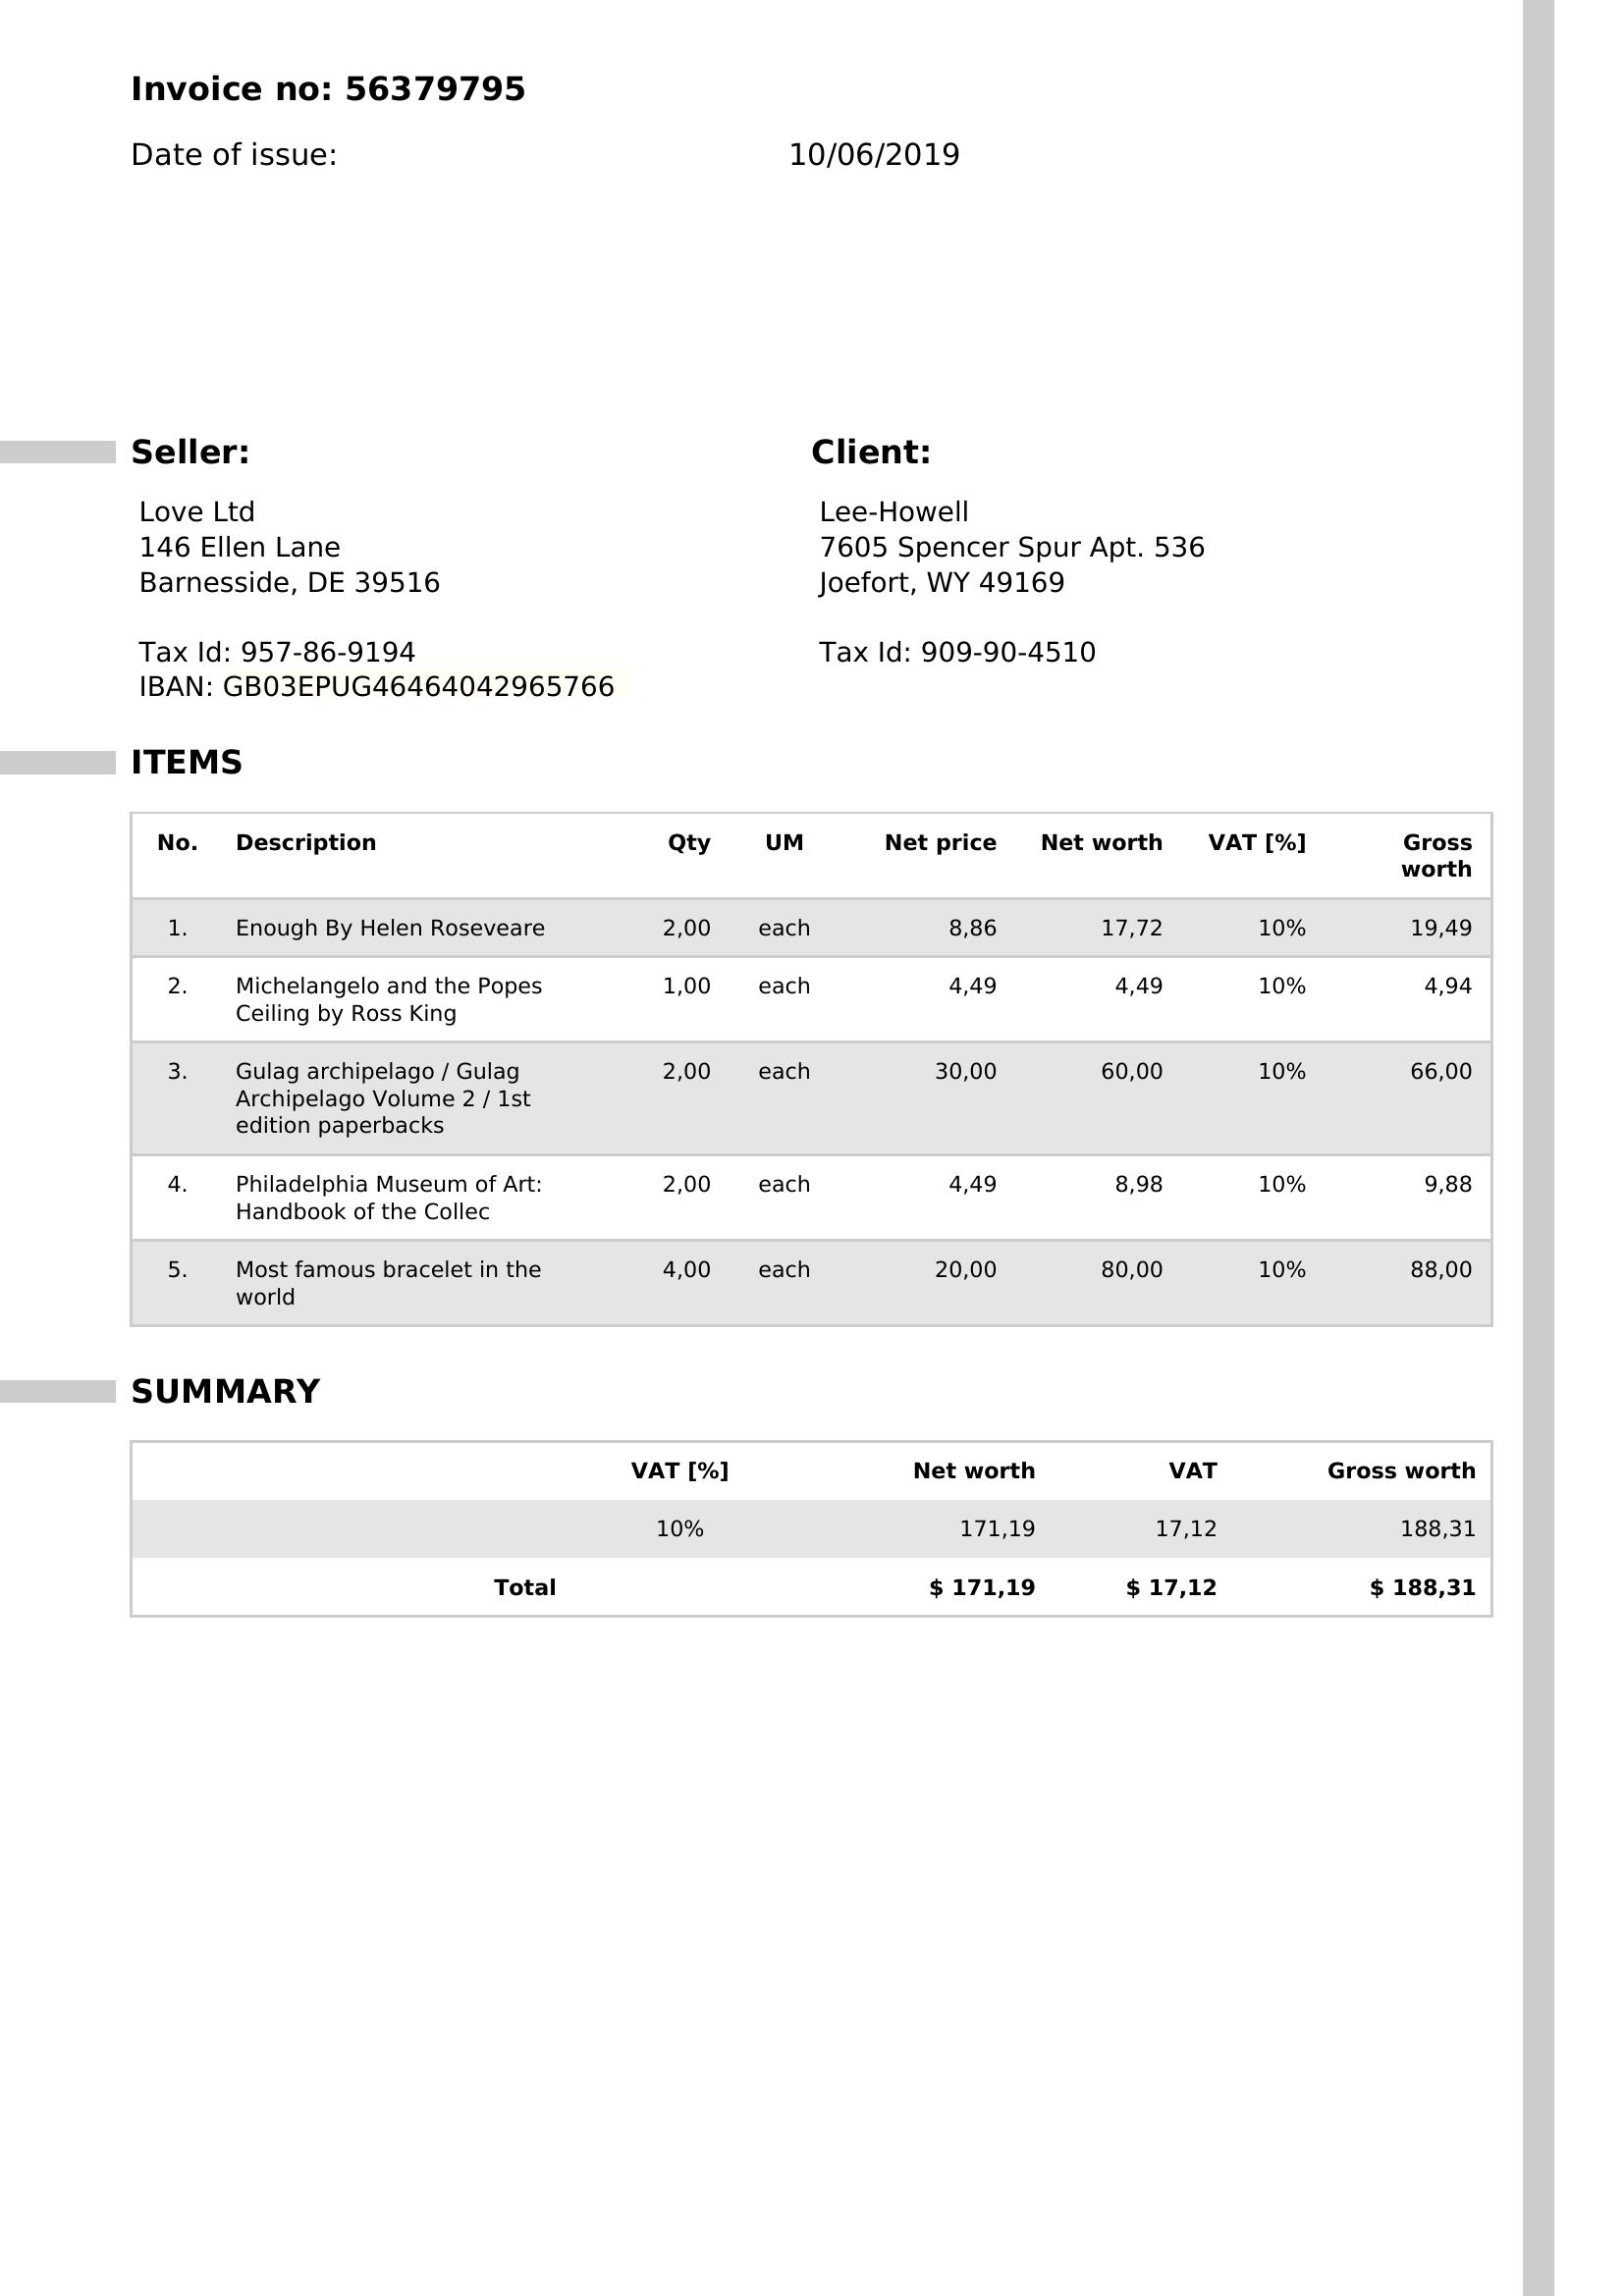 Invoice no: 56379795
Date of issue: 10/06/2019
Seller:
Love Ltd
146 Ellen Lane
Barnesside, DE 39516
Tax Id: 957-86-9194
IBAN: GB03EPUG46464042965766
Client:
Lee-Howell
7605 Spencer Spur Apt. 536
Joefort, WY 49169
Tax Id: 909-90-4510
ITEMS
No. Description Qty UM Net price Net worth VAT [%] Gross
worth
1. Enough By Helen Roseveare 2,00 each 8,86 17,72 10% 19,49
2. Michelangelo and the Popes 1,00 each 4,49 4,49 10% 4,94
Ceiling by Ross King
3. Gulag archipelago / Gulag 2,00 each 30,00 60,00 10% 66,00
Archipelago Volume 2 / 1st
edition paperbacks
4. Philadelphia Museum of Art: 2,00 each 4,49 8,98 10% 9,88
Handbook of the Collec
5. Most famous bracelet in the 4,00 each 20,00 80,00 10% 88,00
world
SUMMARY
VAT [%] Net worth VAT Gross worth
10% 171,19 17,12 188,31
Total $ 171,19 $ 17,12 $ 188,31